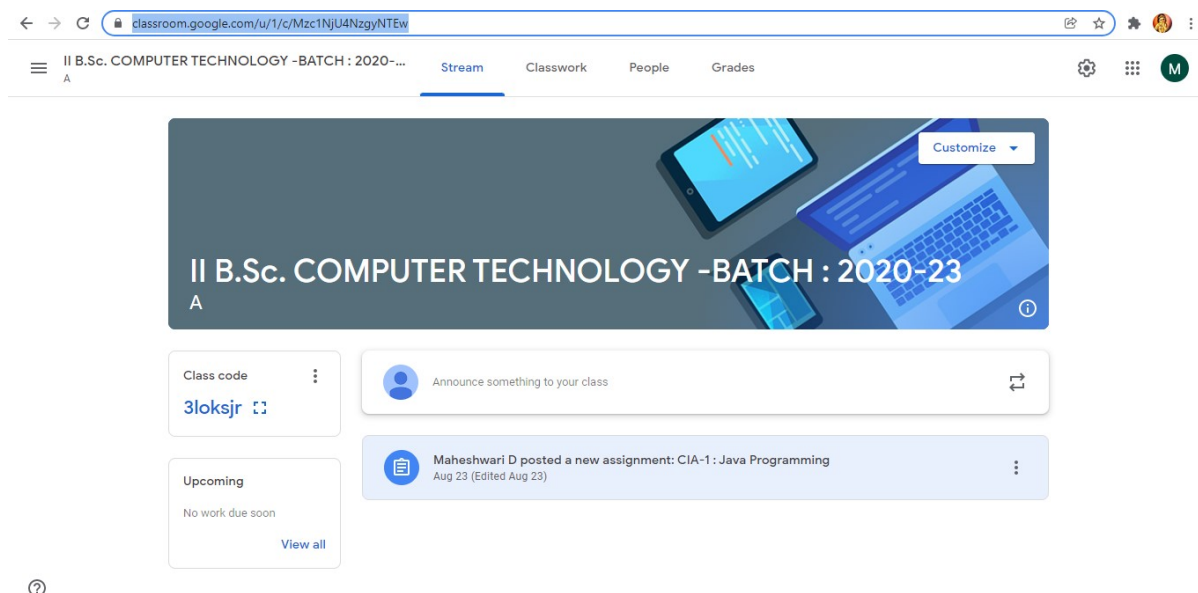 classroom.google.com/u/1/c/Mzc1NjU4NzgyNTEw
II B.Sc. COMPUTER TECHNOLOGY -BATCH : 2020-...
A
Stream
Classwork
People
Grades
M
Customize
II B.Sc. COMPUTER TECHNOLOGY -BATCH : 2020-23
A
Class code
3loksjr
Announce something to your class
Maheshwari D posted a new assignment: CIA-1 : Java Programming
Aug 23 (Edited Aug 23)
Upcoming
No work due soon
View all